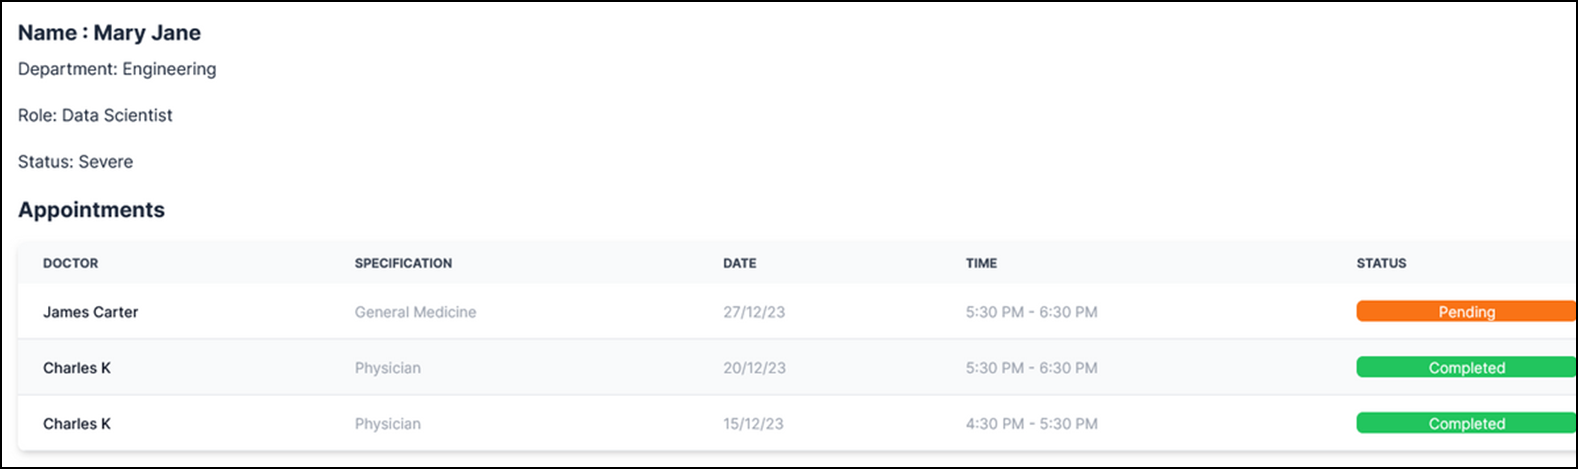 Name : Mary Jane
Department: Engineering
Role: Data Scientist
Status: Severe
Appointments
DOCTOR SPECIFICATION DATE TIME STATUS
James Carter General Medicine 27/12/23 5:30 PM - 6:30 PM Pending
Charles K Physician 20/12/23 5:30 PM - 6:30 PM Completed
Charles K Physician 15/12/23 4:30 PM - 5:30 PM Completed